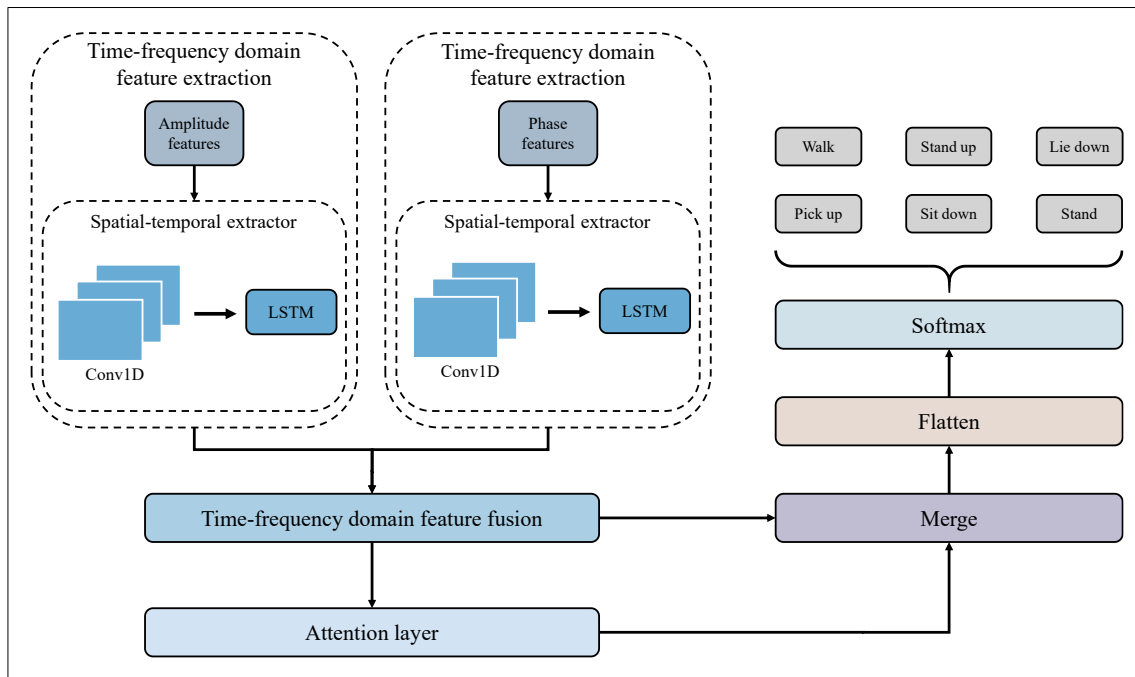 Time-frequency domain
feature extraction
Amplitude
features
Spatial-temporal extractor
LSTM
Conv1D
Time-frequency domain
feature extraction
Phase
features
Spatial-temporal extractor
LSTM
Conv1D
Time-frequency domain feature fusion
Attention layer
Walk
Stand up
Lie down
Pick up
Sit down
Stand
Softmax
Flatten
Merge